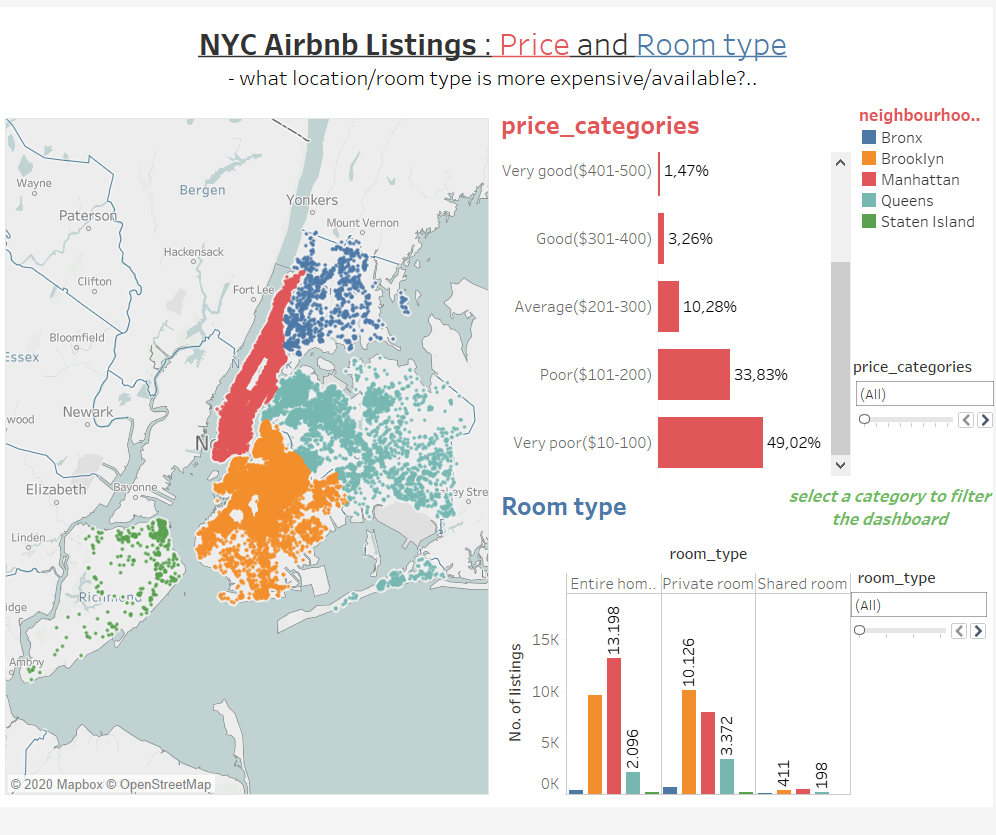 NYC Airbnb Listings : Price and Room type
- what location/room type is more expensive/available?..
Wayne
Bergen
Yonkers
Paterson
Mount Vernon
Hackensack
Clifton
Fort Lee
Bloomfield
Essex
N
k
wood
Newark
N
Elizabeth
Bayonne
ey Stre
Linden
Richmond
idge
Amboy
© 2020 Mapbox © OpenStreetMap
price_categories
Very good($401-500)
1,47%
Good($301-400)
3,26%
Average($201-300)
10,28%
Poor($101-200)
33,83%
Very poor($10-100)
49,02%
neighbourhoo..
Bronx
Brooklyn
Manhattan
Queens
Staten Island
price_categories
(All)
select a category to filter
the dashboard
Room type
room_type
Entire hom..
Private room
Shared room
No. of listings
15K
10K
5K
0K
13.198
2.096
10.126
3.372
411
198
room_type
(All)